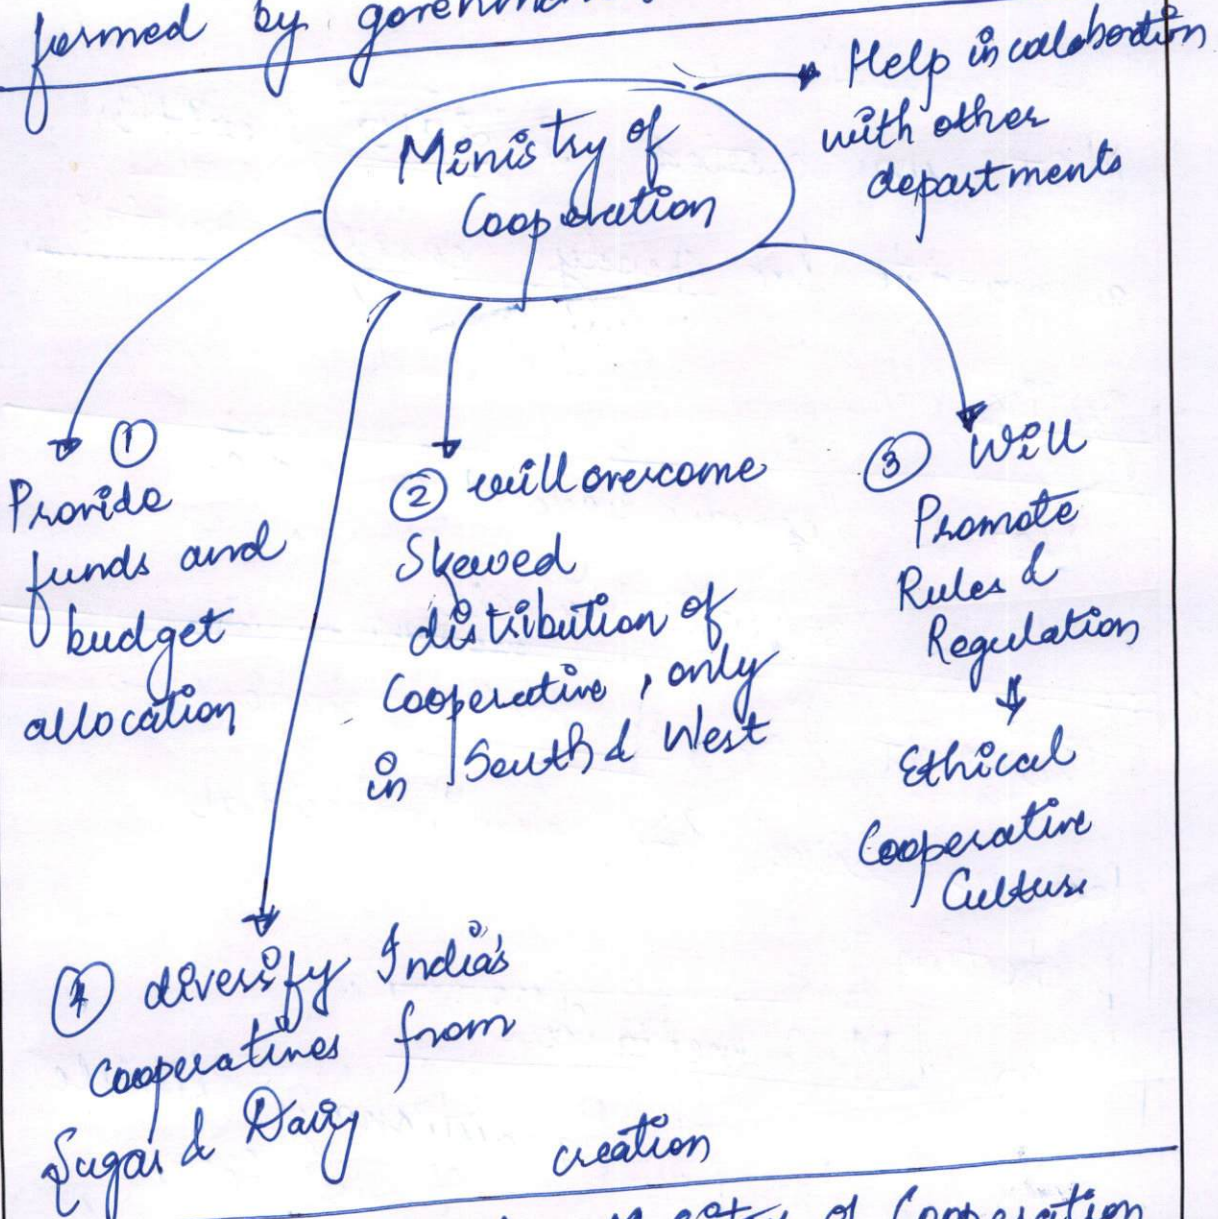 formed by government
Help in collabortion
with other
departments
Ministry of
Cooperation
①
Provide
funds and
budget
allocation
② will overcome
Skewed
distribution of
Cooperative, only
in South & West
③ Will
Promote
Rules &
Regulation
↓
Ethical
Cooperative
Culture
④ diversify India's
cooperatives from
Sugar & Dairy
creation
of Cooperation